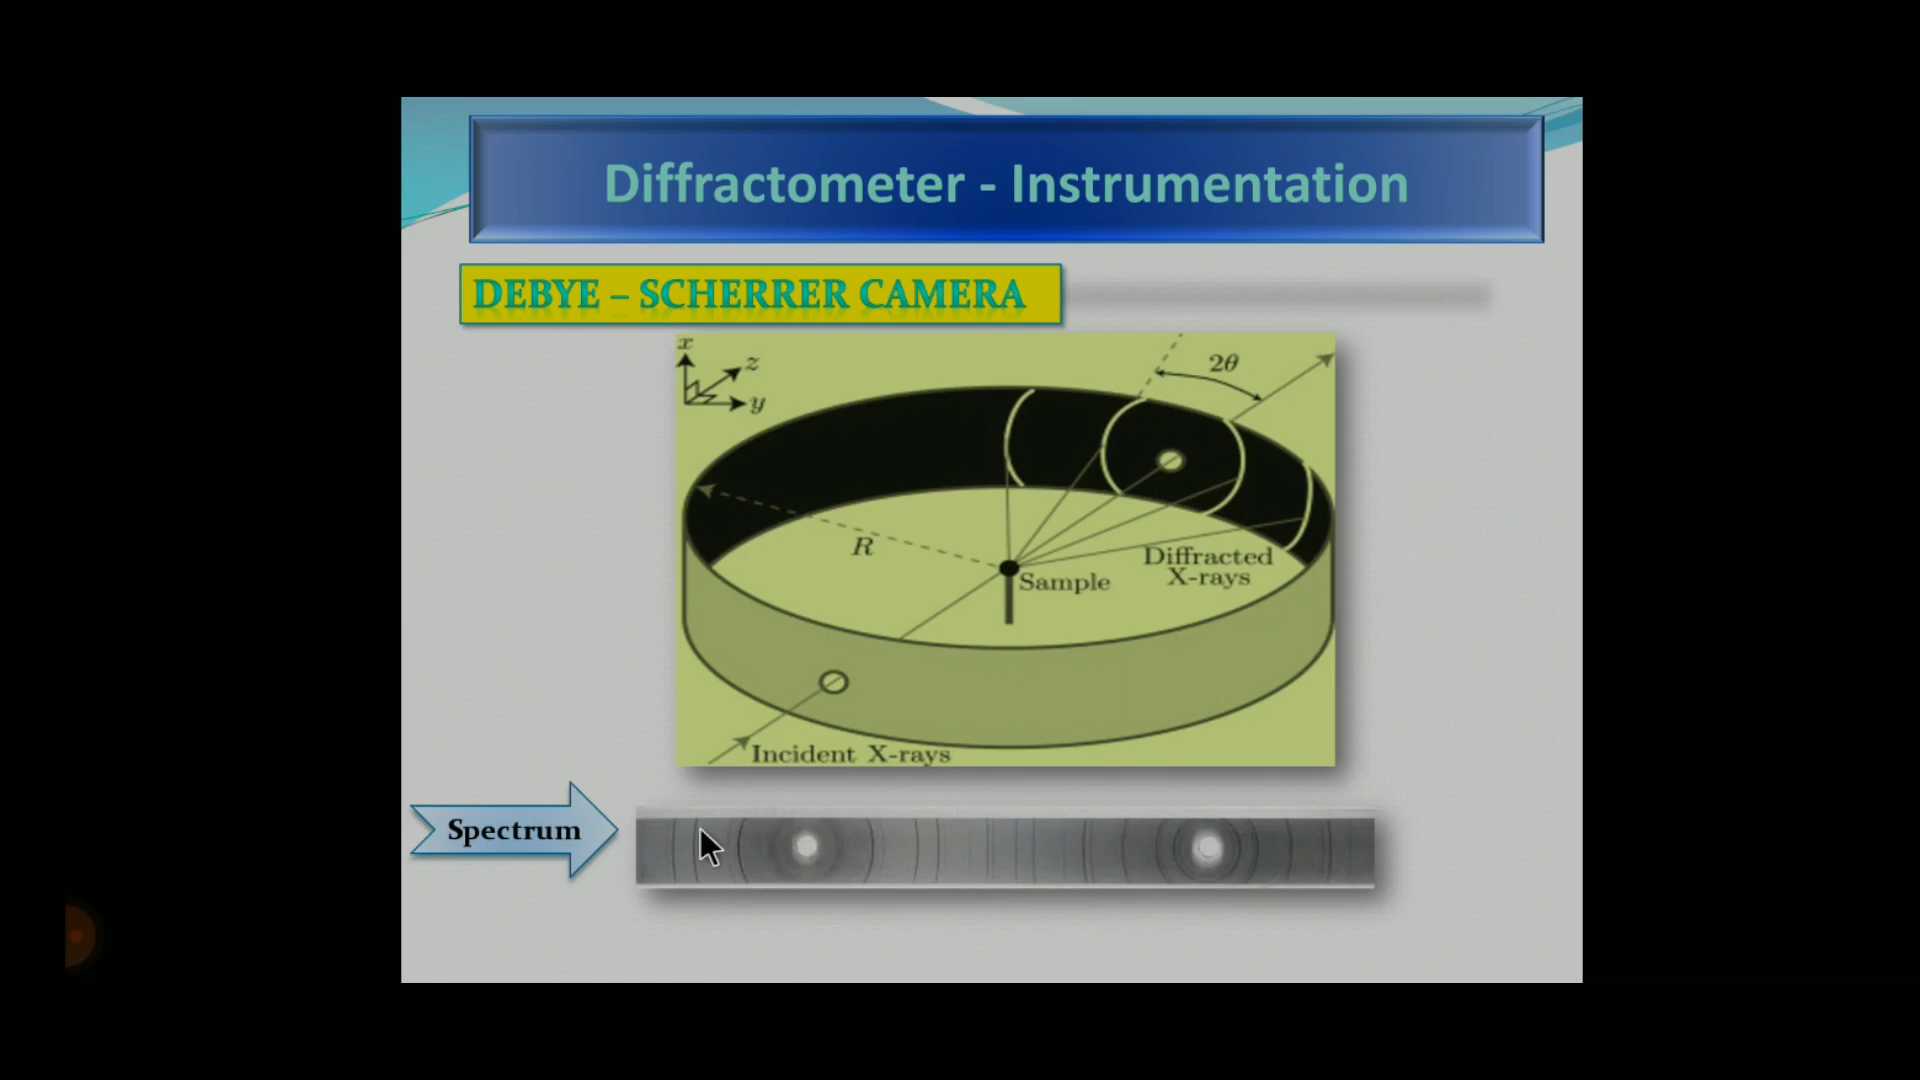 Diffractometer - Instrumentation
DEBYE – SCHERRER CAMERA
x
z
y
2θ
R
Sample
Diffracted
X-rays
Incident X-rays
Spectrum